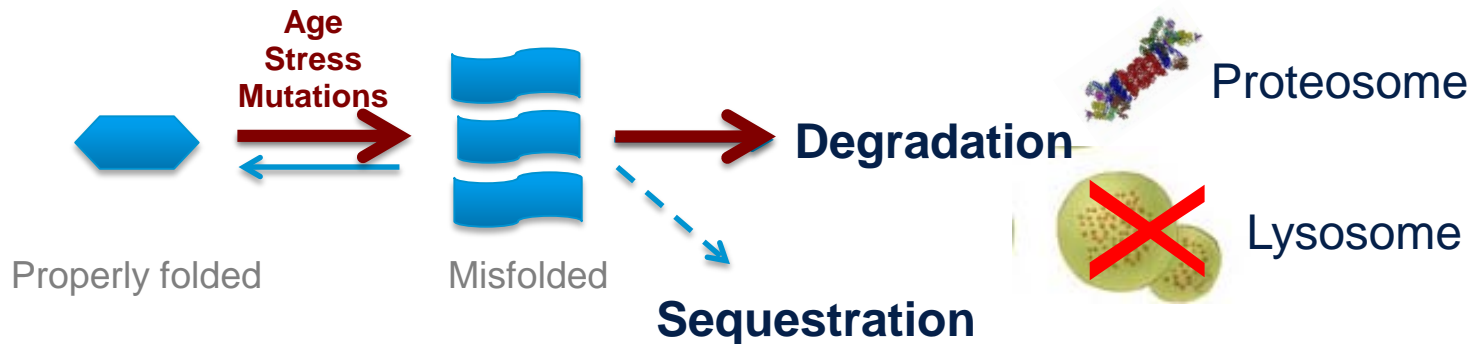 Age
Stress
Mutations
Proteosome
Degradation
Lysosome
Properly folded
Misfolded
Sequestration